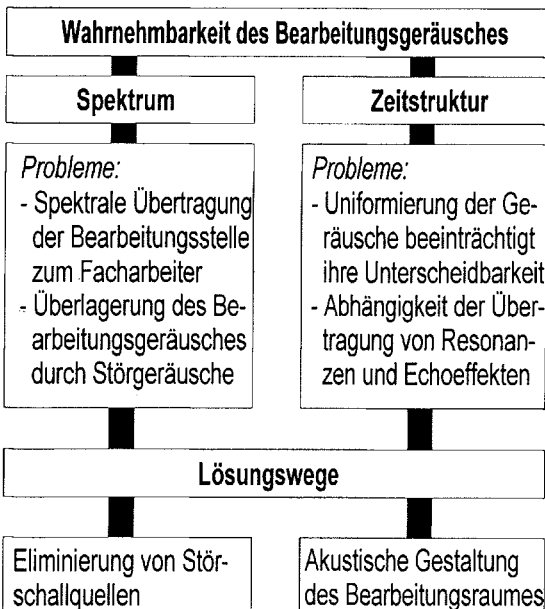 Wahrnehmbarkeit des Bearbeitungsgeräusches
Spektrum
Probleme:
- Spektrale Übertragung
der Bearbeitungsstelle
zum Facharbeiter
- Überlagerung des Be-
arbeitungsgeräusches
durch Störgeräusche
Zeitstruktur
Probleme:
- Uniformierung der Ge-
räusche beeinträchtigt
ihre Unterscheidbarkeit
- Abhängigkeit der Über-
tragung von Resonan-
zen und Echoeffekten
Lösungswege
Eliminierung von Stör-
schallquellen
Akustische Gestaltung
des Bearbeitungsraumes